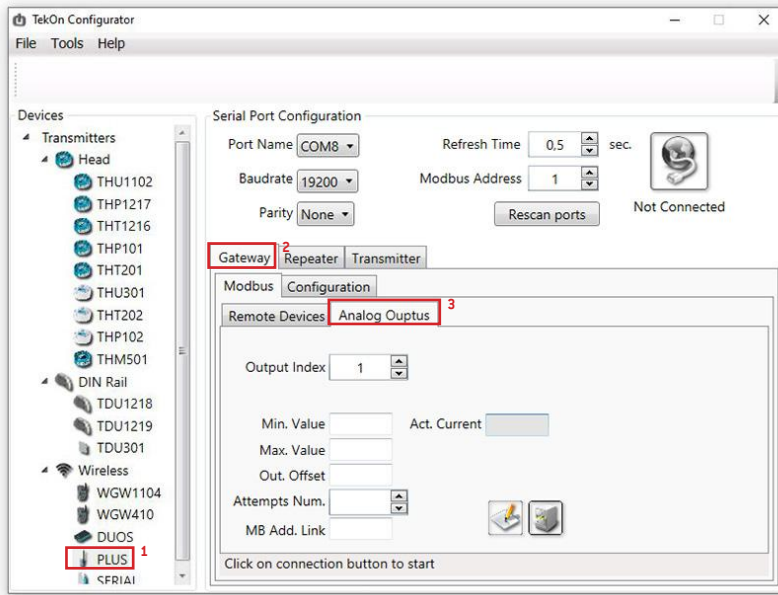 TekOn Configurator
File Tools Help
Devices
Transmitters
Head
THU1102
THP1217
THT1216
THP101
THT201
THU301
THT202
THP102
THM501
DIN Rail
TDU1218
TDU1219
TDU301
Wireless
WGW1104
WGW410
DUOS
PLUS 1
SERIAL
Serial Port Configuration
Port Name COM8 Refresh Time 0,5 sec.
Baudrate 19200 Modbus Address 1
Parity None Rescan ports Not Connected
Gateway 2 Repeater Transmitter
Modbus Configuration
Remote Devices Analog Ouptus 3
Output Index 1
Min. Value Act. Current
Max. Value
Out. Offset
Attempts Num.
MB Add. Link
Click on connection button to start